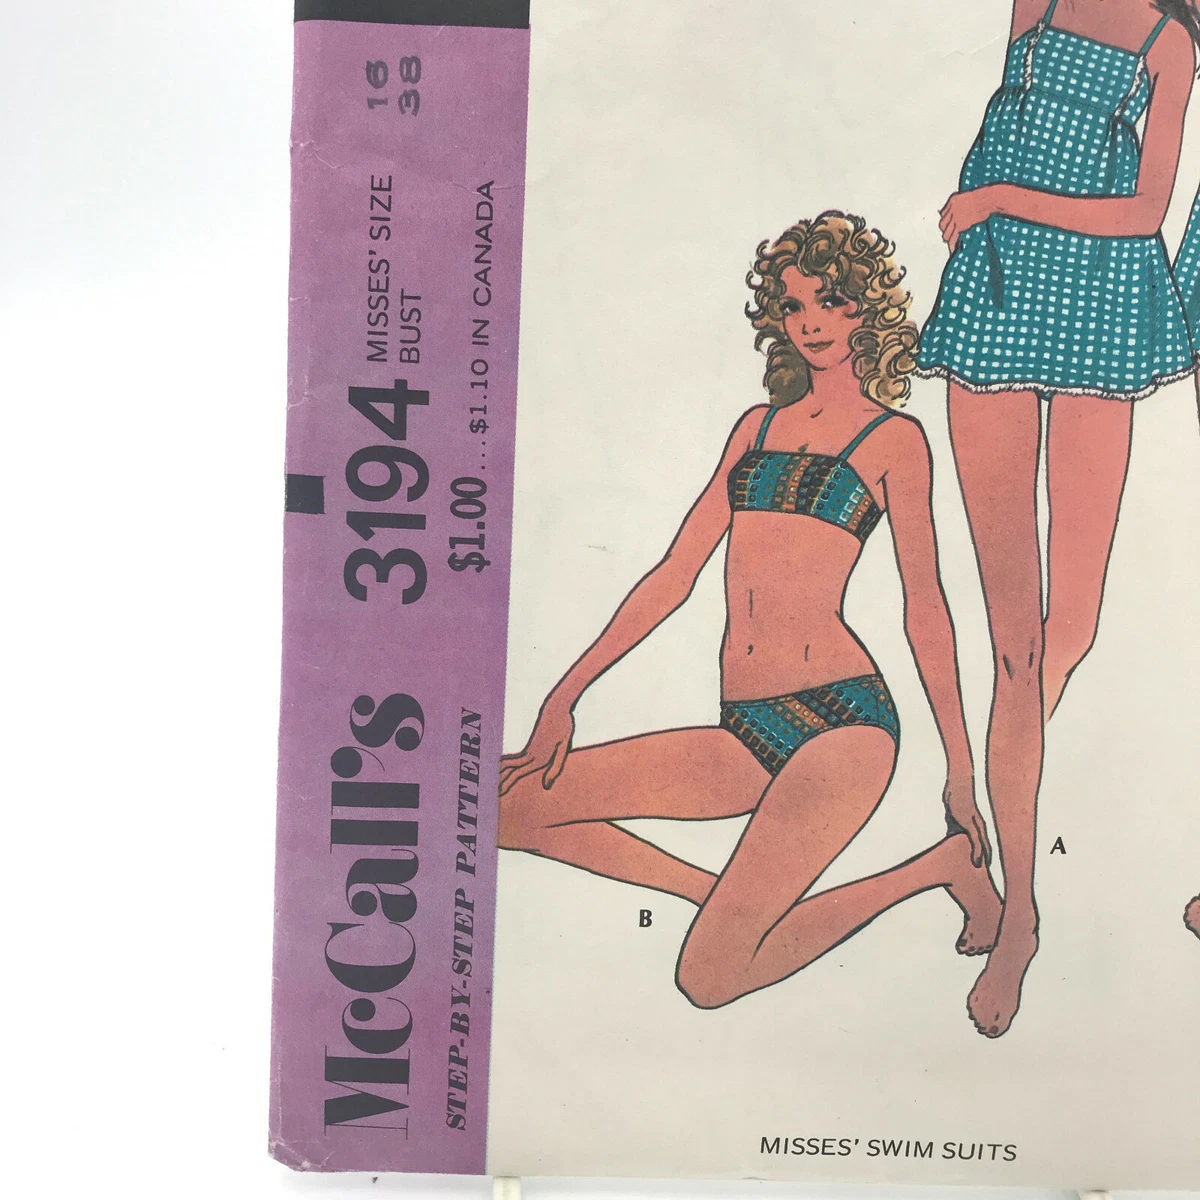 McCall's 3194 MISSES' SIZE 16
BUST 38
STEP-BY-STEP PATTERN $1.00...$1.10 IN CANADA
A
B
MISSES' SWIM SUITS